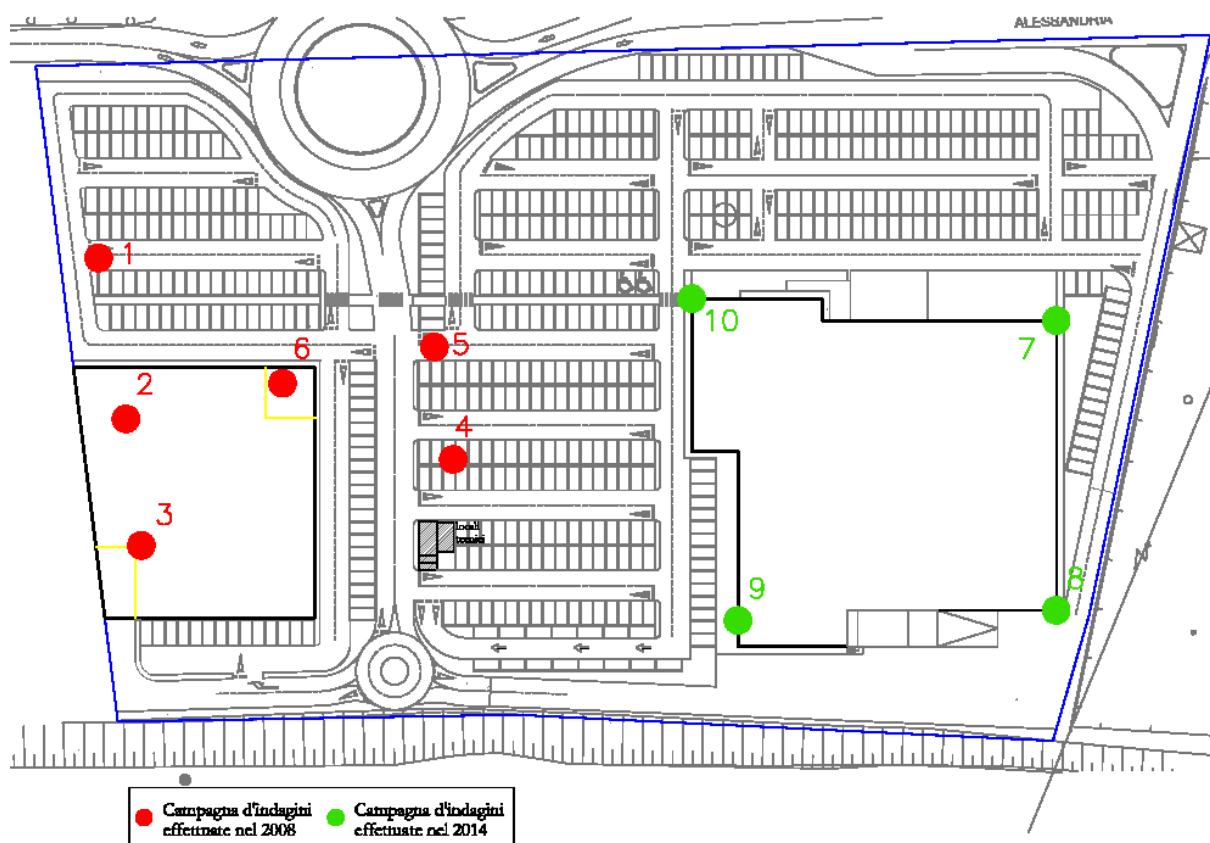 ALESSANDRIA
1
10
7
5
6
2
4
3
locali
tecnici
9
8
N
Campagna d'indagini
effettuate nel 2008
Campagna d'indagini
effettuate nel 2014